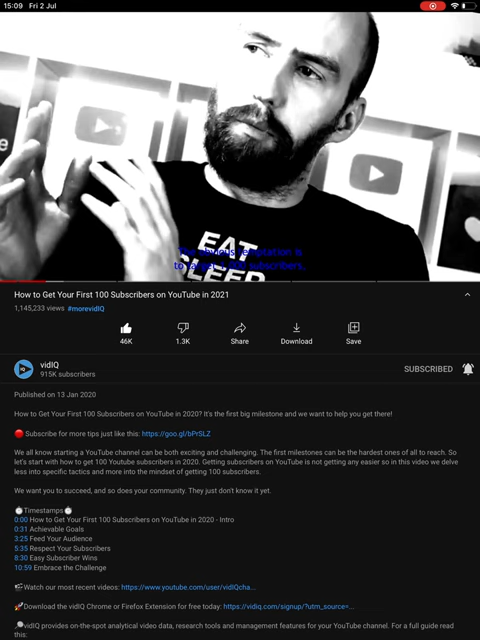 15:09 Fri 2 Jul
EAT
SLEEP
The obvious temptation is
to target 1,000 subscribers,
How to Get Your First 100 Subscribers on YouTube in 2021
1,145,233 views #morevidIQ
46K
1.3K
Share
Download
Save
IQ
vidIQ
915K subscribers
SUBSCRIBED
Published on 13 Jan 2020
How to Get Your First 100 Subscribers on YouTube in 2020? It's the first big milestone and we want to help you get there!
Subscribe for more tips just like this: https://goo.gl/bPrSLZ
We all know starting a YouTube channel can be both exciting and challenging. The first milestones can be the hardest ones of all to reach. So
let's start with how to get 100 Youtube subscribers in 2020. Getting subscribers on YouTube is not getting any easier so in this video we delve
less into specific tactics and more into the mindset of getting 100 subscribers.
We want you to succeed, and so does your community. They just don't know it yet.
⏱Timestamps⏱
0:00 How to Get Your First 100 Subscribers on YouTube in 2020 - Intro
0:31 Achievable Goals
3:25 Feed Your Audience
5:35 Respect Your Subscribers
8:30 Easy Subscriber Wins
10:59 Embrace the Challenge
Watch our most recent videos: https://www.youtube.com/user/vidIQcha...
Download the vidIQ Chrome or Firefox Extension for free today: https://vidiq.com/signup/?utm_source=...
vidIQ provides on-the-spot analytical video data, research tools and management features for your YouTube channel. For a full guide read
this: